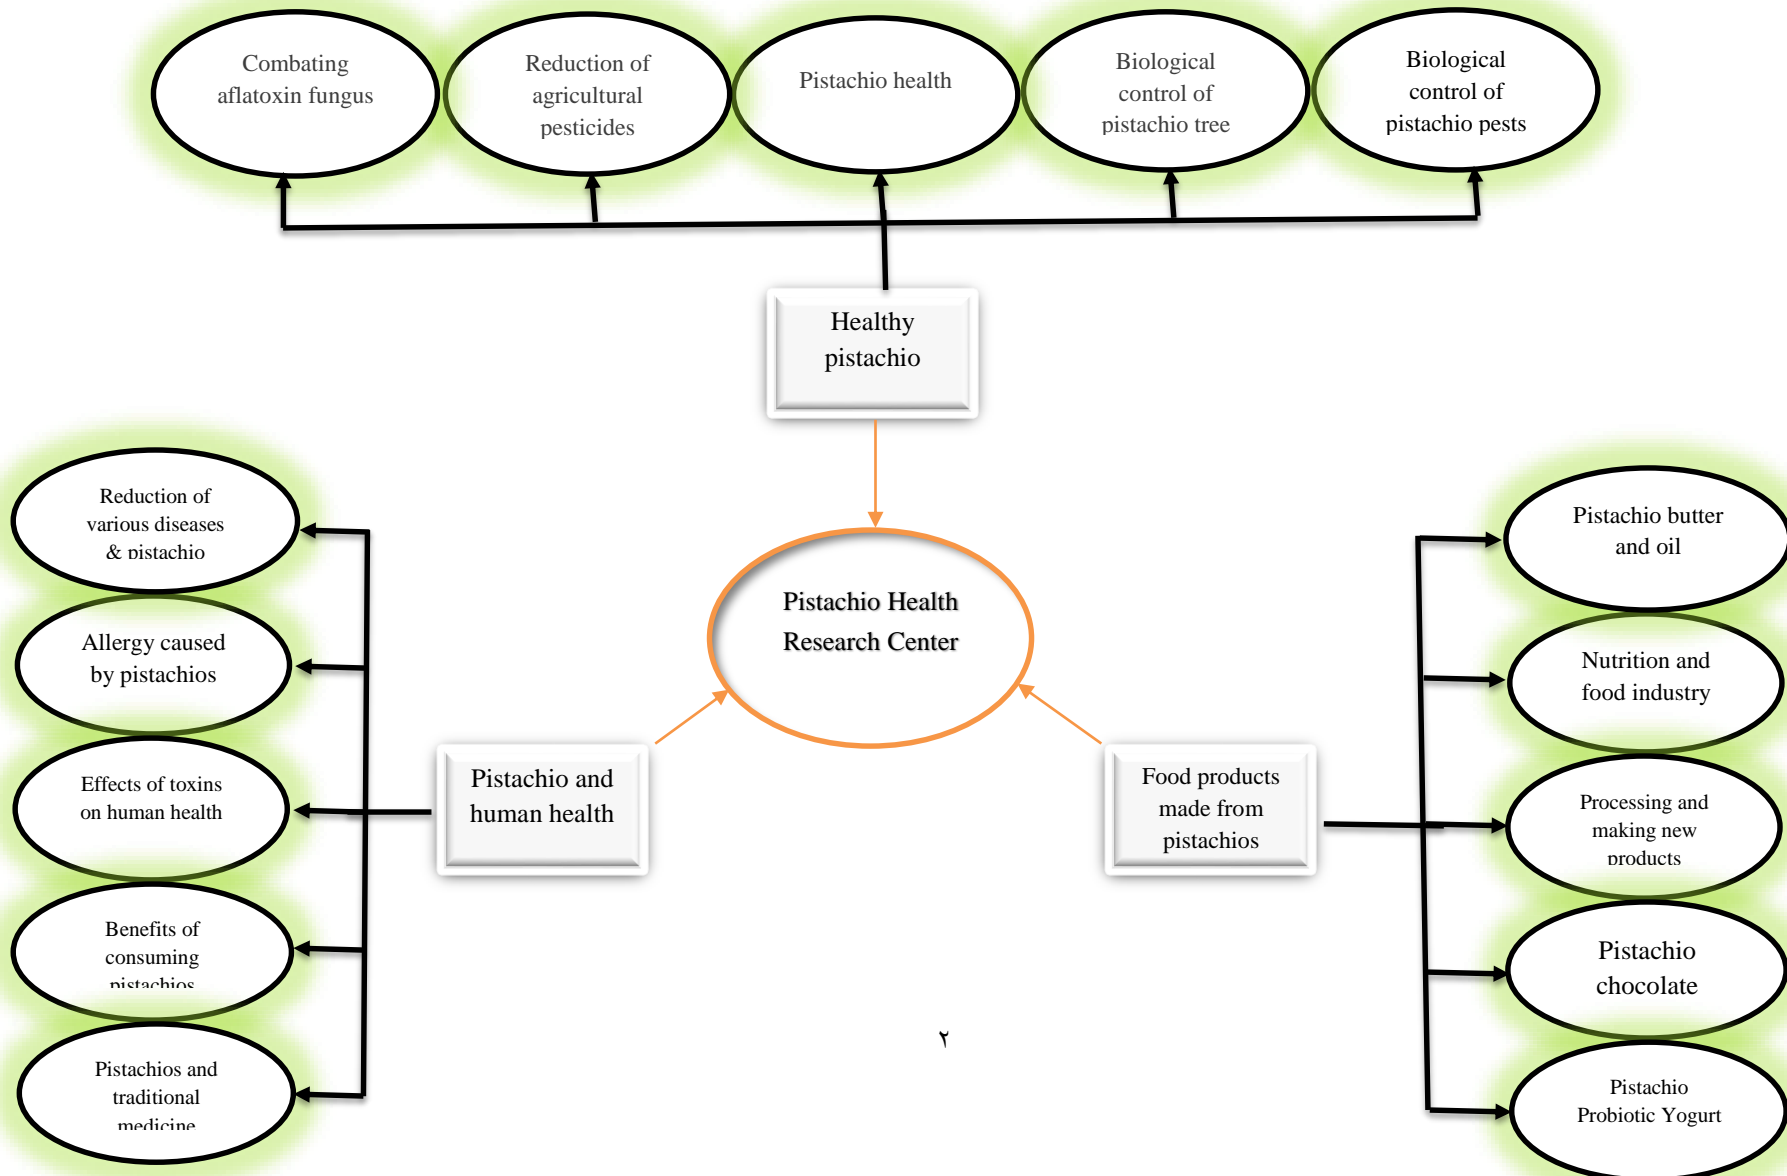 Combating
aflatoxin fungus
Reduction of
agricultural
pesticides
Pistachio health
Biological
control of
pistachio tree
Biological
control of
pistachio pests
Healthy
pistachio
Reduction of
various diseases
& pistachio
Allergy caused
by pistachios
Effects of toxins
on human health
Benefits of
consuming
pistachios
Pistachios and
traditional
medicine
Pistachio and
human health
Pistachio Health
Research Center
Food products
made from
pistachios
Pistachio butter
and oil
Nutrition and
food industry
Processing and
making new
products
Pistachio
chocolate
Pistachio
Probiotic Yogurt
۲